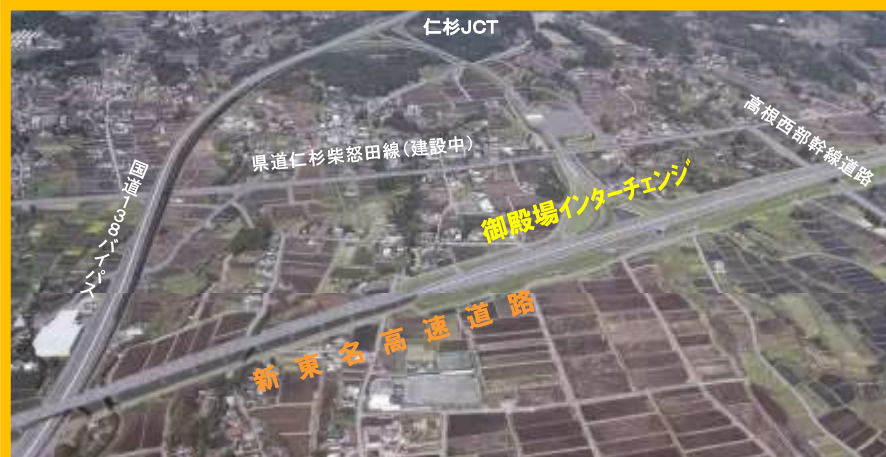 仁杉JCT
高根西部幹線道路
県道仁杉柴怒田線(建設中)
国道138バイパス
御殿場インターチェンジ
新東名高速道路